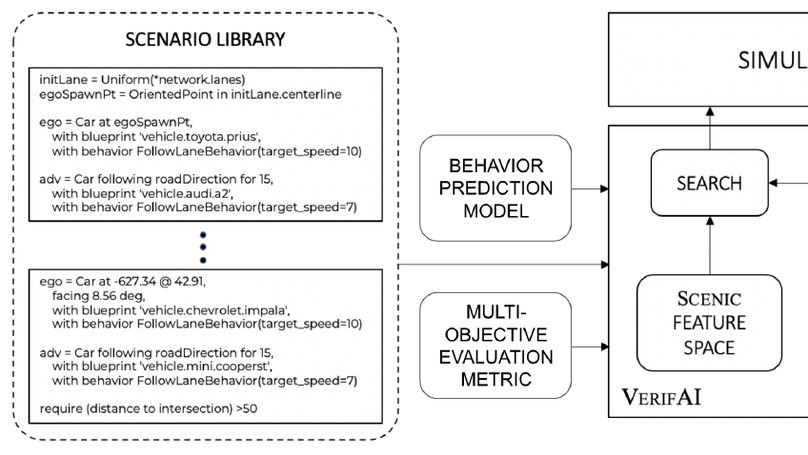 SCENARIO LIBRARY
initLane = Uniform(*network.lanes)
egoSpawnPt = OrientedPoint in initLane.centerline
ego = Car at egoSpawnPt,
with blueprint 'vehicle.toyota.prius',
with behavior FollowLaneBehavior(target_speed=10)
adv = Car following roadDirection for 15,
with blueprint 'vehicle.audi.a2',
with behavior FollowLaneBehavior(target_speed=7)
ego = Car at -627.34 @ 42.91,
facing 8.56 deg,
with blueprint 'vehicle.chevrolet.impala',
with behavior FollowLaneBehavior(target_speed=10)
adv = Car following roadDirection for 15,
with blueprint 'vehicle.mini.cooperst',
with behavior FollowLaneBehavior(target_speed=7)
require (distance to intersection) >50
BEHAVIOR
PREDICTION
MODEL
MULTI-
OBJECTIVE
EVALUATION
METRIC
SIMUL
SEARCH
SCENIC
FEATURE
SPACE
VERIFAI